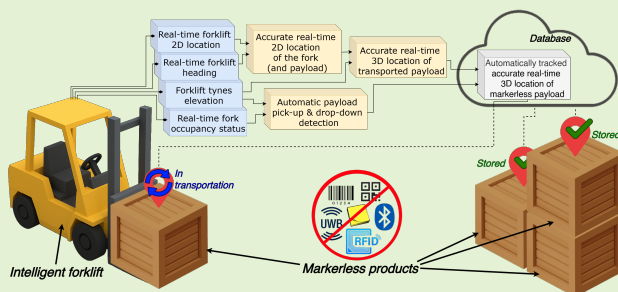 Real-time forklift
2D location
Real-time forklift
heading
Forklift tynes
elevation
Real-time fork
occupancy status
Accurate real-time
2D location
of the fork
(and payload)
Automatic payload
pick-up & drop-down
detection
Accurate real-time
3D location of
transported payload
Database
Automatically tracked
accurate real-time
3D location of
markerless payload
In
transportation
Stored
Stored
01234
UWB
RFID
Intelligent forklift
Markerless products